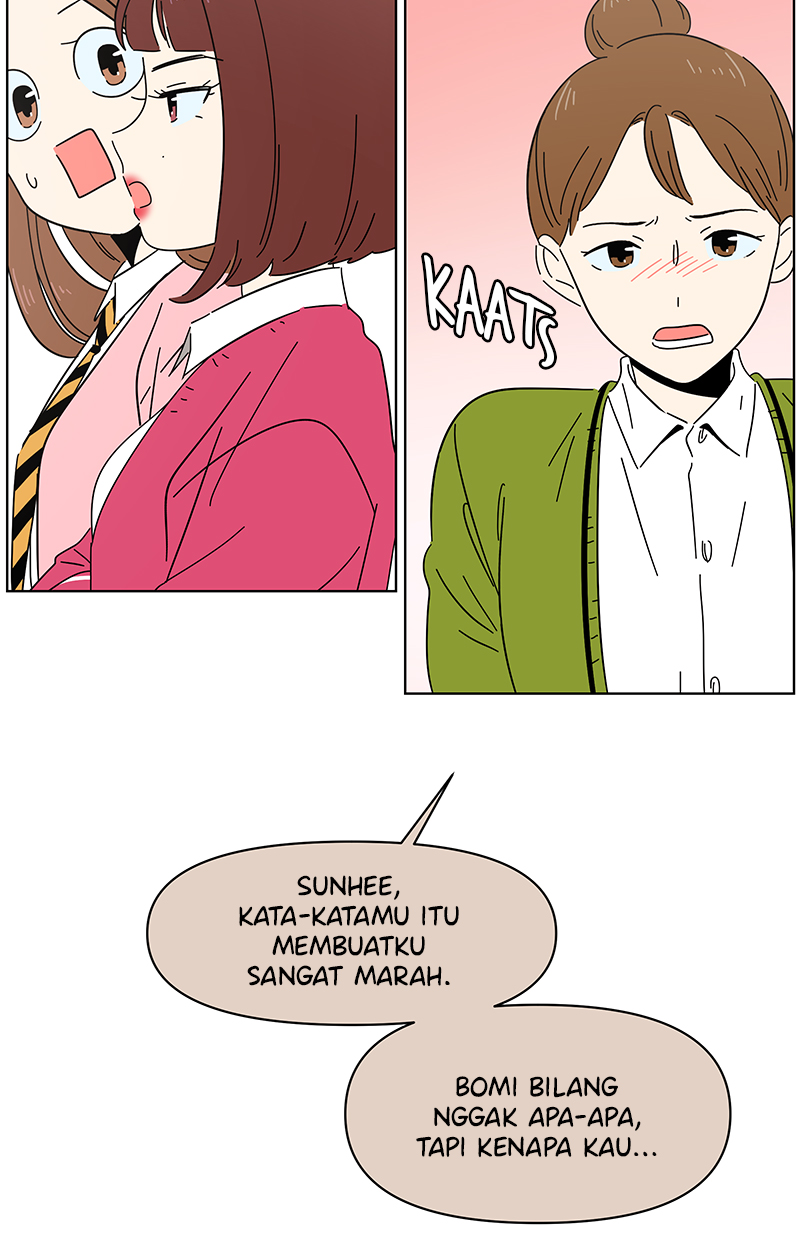 KAATS
SUNHEE,
KATA-KATAMU ITU
MEMBUATKU
SANGAT MARAH.
BOMI BILANG
NGGAK APA-APA,
TAPI KENAPA KAU...